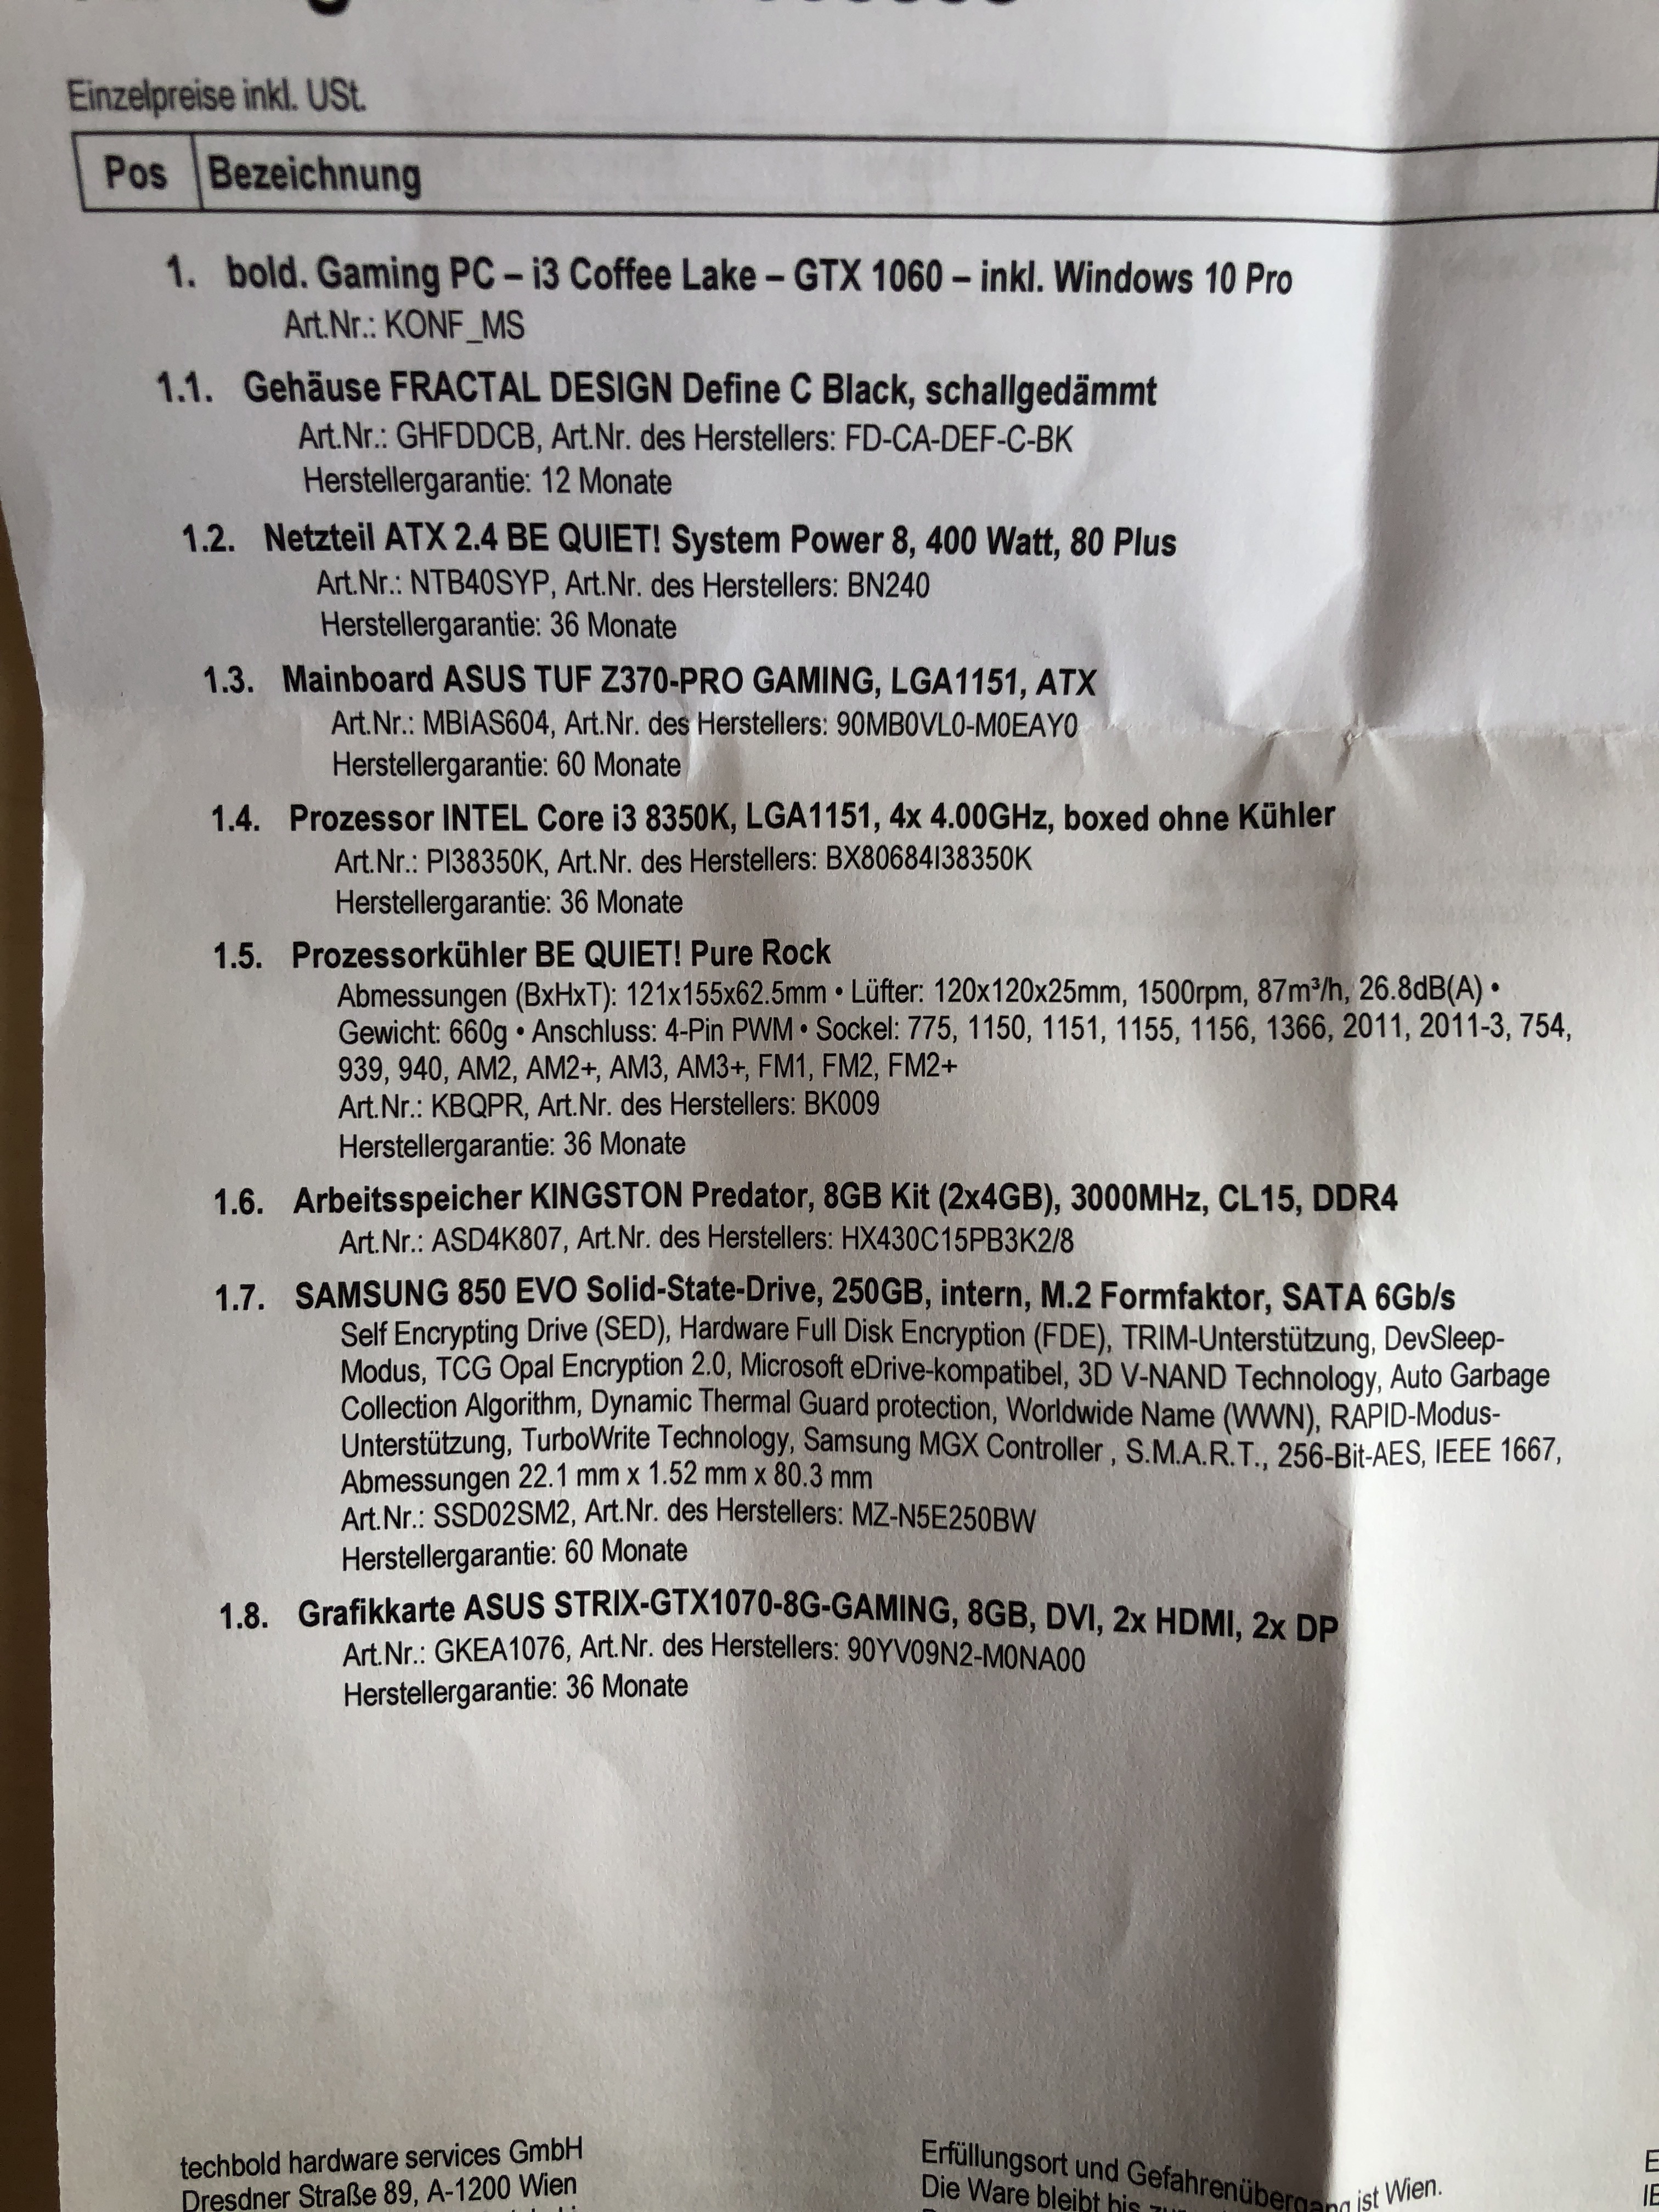 Einzelpreise inkl. USt.
Pos Bezeichnung
1. bold. Gaming PC – i3 Coffee Lake – GTX 1060 – inkl. Windows 10 Pro
Art.Nr.: KONF_MS
1.1. Gehäuse FRACTAL DESIGN Define C Black, schallgedämmt
Art.Nr.: GHFDDCB, Art.Nr. des Herstellers: FD-CA-DEF-C-BK
Herstellergarantie: 12 Monate
1.2. Netzteil ATX 2.4 BE QUIET! System Power 8, 400 Watt, 80 Plus
Art.Nr.: NTB40SYP, Art.Nr. des Herstellers: BN240
Herstellergarantie: 36 Monate
1.3. Mainboard ASUS TUF Z370-PRO GAMING, LGA1151, ATX
Art.Nr.: MBIAS604, Art.Nr. des Herstellers: 90MB0VL0-M0EAY0
Herstellergarantie: 60 Monate
1.4. Prozessor INTEL Core i3 8350K, LGA1151, 4x 4.00GHz, boxed ohne Kühler
Art.Nr.: PI38350K, Art.Nr. des Herstellers: BX80684I38350K
Herstellergarantie: 36 Monate
1.5. Prozessorkühler BE QUIET! Pure Rock
Abmessungen (BxHxT): 121x155x62.5mm • Lüfter: 120x120x25mm, 1500rpm, 87m³/h, 26.8dB(A) •
Gewicht: 660g • Anschluss: 4-Pin PWM • Sockel: 775, 1150, 1151, 1155, 1156, 1366, 2011, 2011-3, 754,
939, 940, AM2, AM2+, AM3, AM3+, FM1, FM2, FM2+
Art.Nr.: KBQPR, Art.Nr. des Herstellers: BK009
Herstellergarantie: 36 Monate
1.6. Arbeitsspeicher KINGSTON Predator, 8GB Kit (2x4GB), 3000MHz, CL15, DDR4
Art.Nr.: ASD4K807, Art.Nr. des Herstellers: HX430C15PB3K2/8
1.7. SAMSUNG 850 EVO Solid-State-Drive, 250GB, intern, M.2 Formfaktor, SATA 6Gb/s
Self Encrypting Drive (SED), Hardware Full Disk Encryption (FDE), TRIM-Unterstützung, DevSleep-
Modus, TCG Opal Encryption 2.0, Microsoft eDrive-kompatibel, 3D V-NAND Technology, Auto Garbage
Collection Algorithm, Dynamic Thermal Guard protection, Worldwide Name (WWN), RAPID-Modus-
Unterstützung, TurboWrite Technology, Samsung MGX Controller , S.M.A.R.T., 256-Bit-AES, IEEE 1667,
Abmessungen 22.1 mm x 1.52 mm x 80.3 mm
Art.Nr.: SSD02SM2, Art.Nr. des Herstellers: MZ-N5E250BW
Herstellergarantie: 60 Monate
1.8. Grafikkarte ASUS STRIX-GTX1070-8G-GAMING, 8GB, DVI, 2x HDMI, 2x DP
Art.Nr.: GKEA1076, Art.Nr. des Herstellers: 90YV09N2-M0NA00
Herstellergarantie: 36 Monate
techbold hardware services GmbH
Dresdner Straße 89, A-1200 Wien
Erfüllungsort und Gefahrenübergang ist Wien.
Die Ware bleibt bis